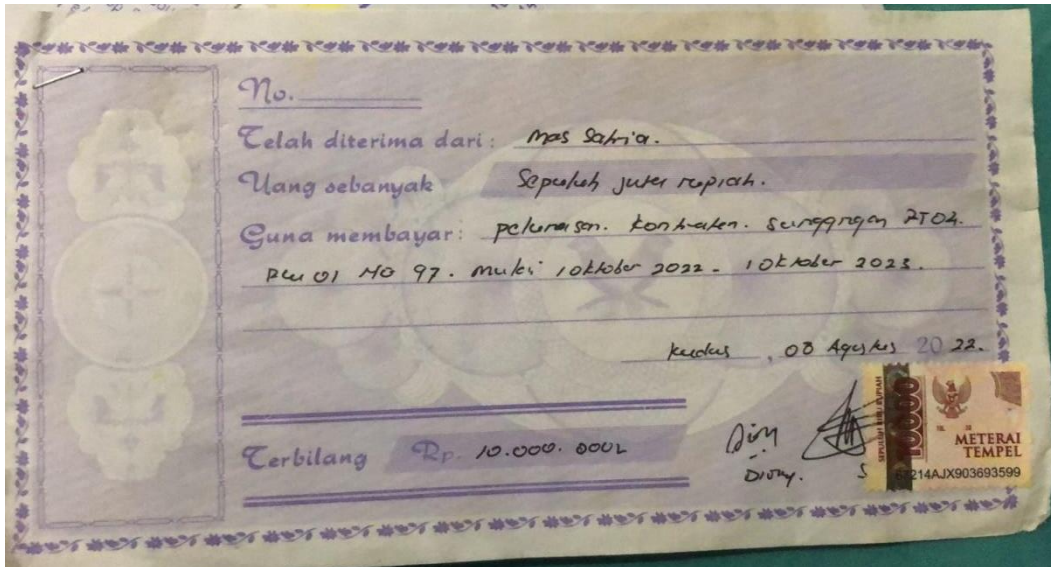 No.
Telah diterima dari : Mas Satria.
Uang sebanyak Sepuluh juta rupiah.
Guna membayar : pelunasan. kontrakan. Sunggingan RT04.
RW 01 NO 97. Mulai 1 oktober 2022 - 1 Oktober 2023.
Kudus, 08 Agustus 2022.
Terbilang Rp. 10.000.000
SEPULUH RIBU RUPIAH
10000
METERAI
TEMPEL
214AJX903693599